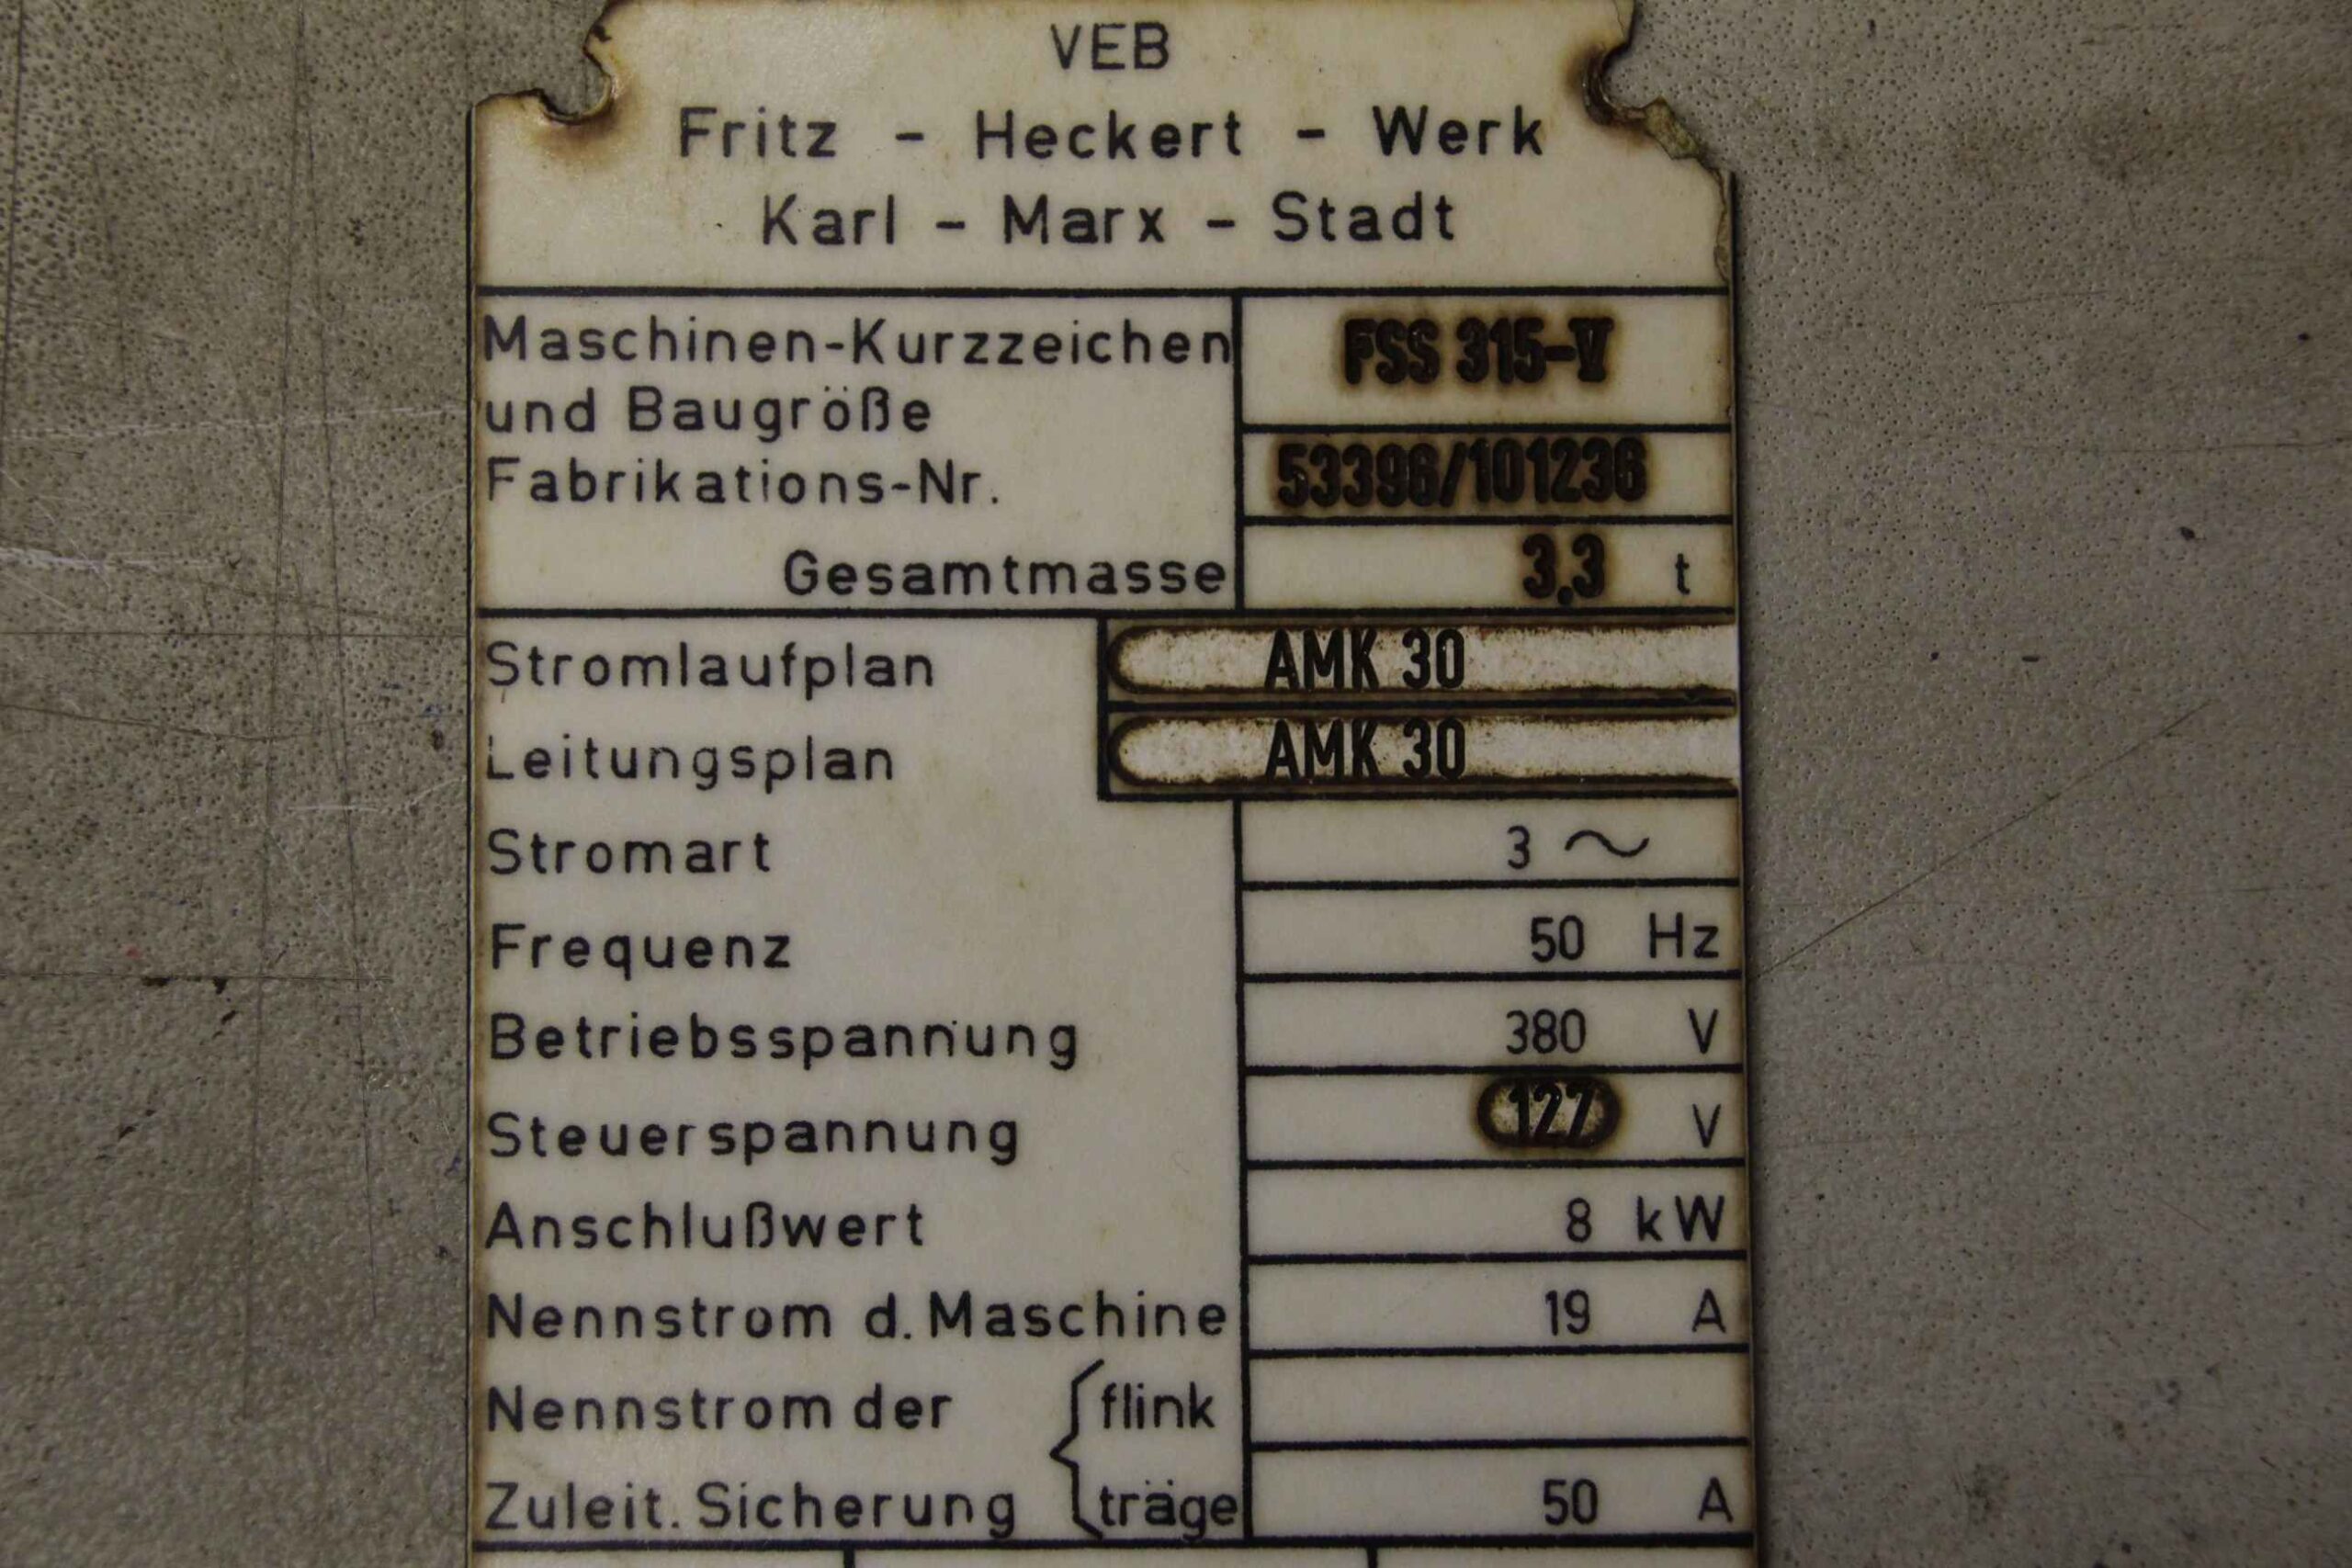 VEB
Fritz - Heckert - Werk
Karl - Marx - Stadt
Maschinen-Kurzzeichen FSS 315-V
und Baugröße
Fabrikations-Nr. 53396/101236
Gesamtmasse 3,3 t
Stromlaufplan AMK 30
Leitungsplan AMK 30
Stromart 3 ~
Frequenz 50 Hz
Betriebsspannung 380 V
Steuerspannung 127 V
Anschlußwert 8 kW
Nennstrom d. Maschine 19 A
Nennstrom der { flink
Zuleit. Sicherung träge 50 A